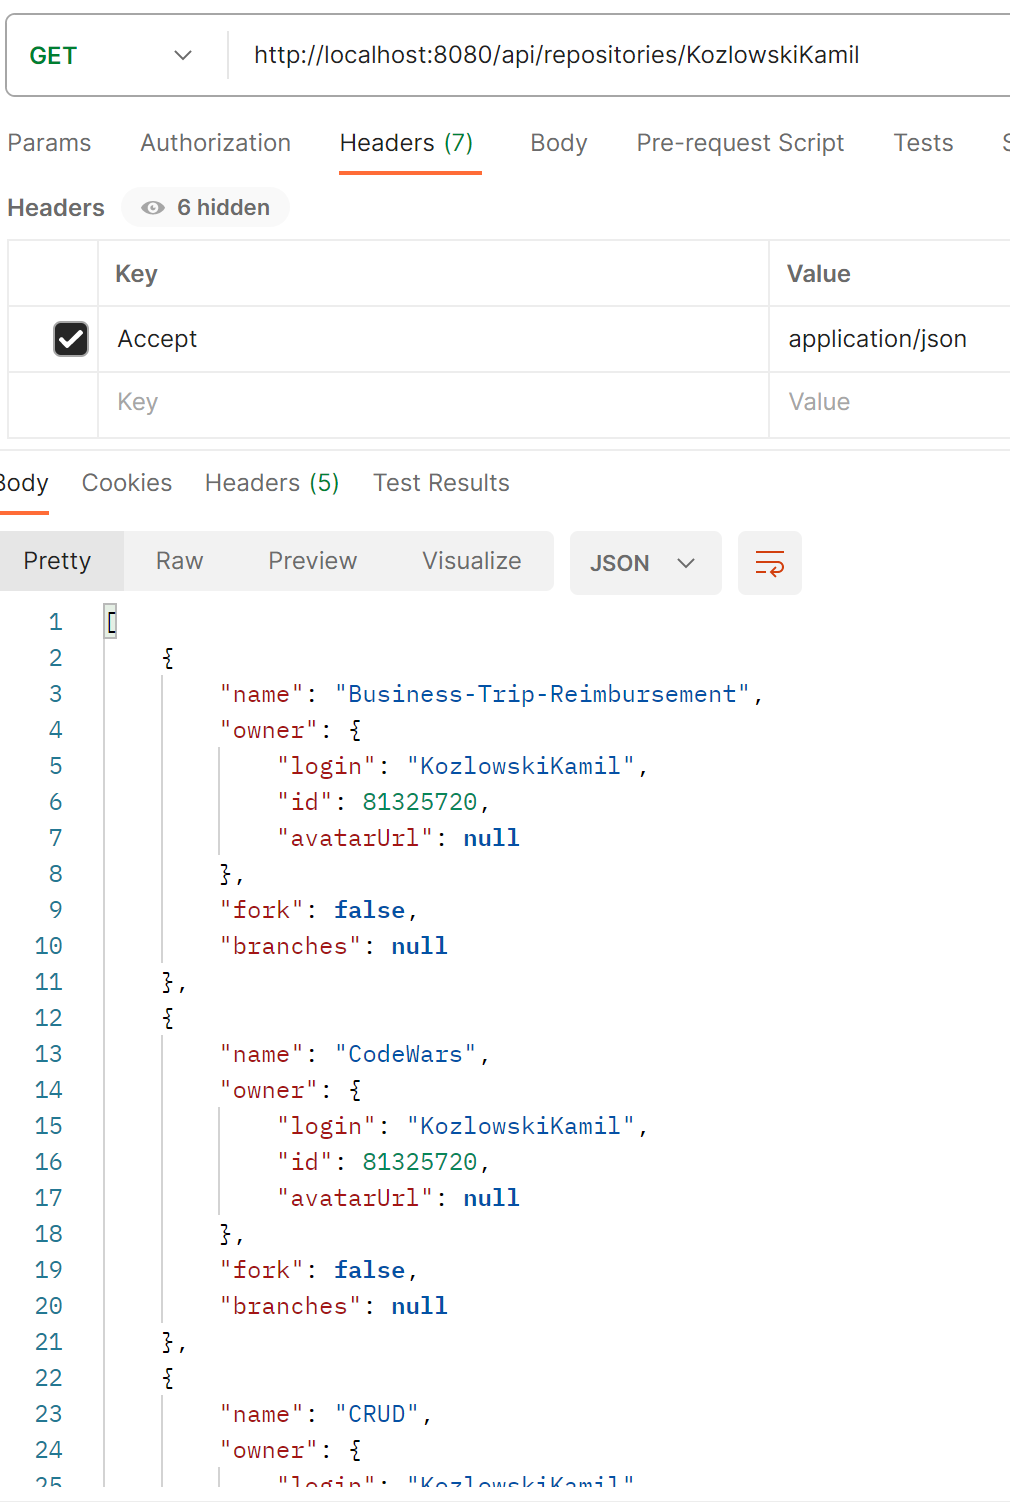 GET http://localhost:8080/api/repositories/KozlowskiKamil
Params Authorization Headers (7) Body Pre-request Script Tests
Headers 6 hidden
Key Value
Accept application/json
Key Value
Body Cookies Headers (5) Test Results
Pretty Raw Preview Visualize JSON
1 [
2 {
3 "name": "Business-Trip-Reimbursement",
4 "owner": {
5 "login": "KozlowskiKamil",
6 "id": 81325720,
7 "avatarUrl": null
8 },
9 "fork": false,
10 "branches": null
11 },
12 {
13 "name": "CodeWars",
14 "owner": {
15 "login": "KozlowskiKamil",
16 "id": 81325720,
17 "avatarUrl": null
18 },
19 "fork": false,
20 "branches": null
21 },
22 {
23 "name": "CRUD",
24 "owner": {
25 "login": "KozlowskiKamil"